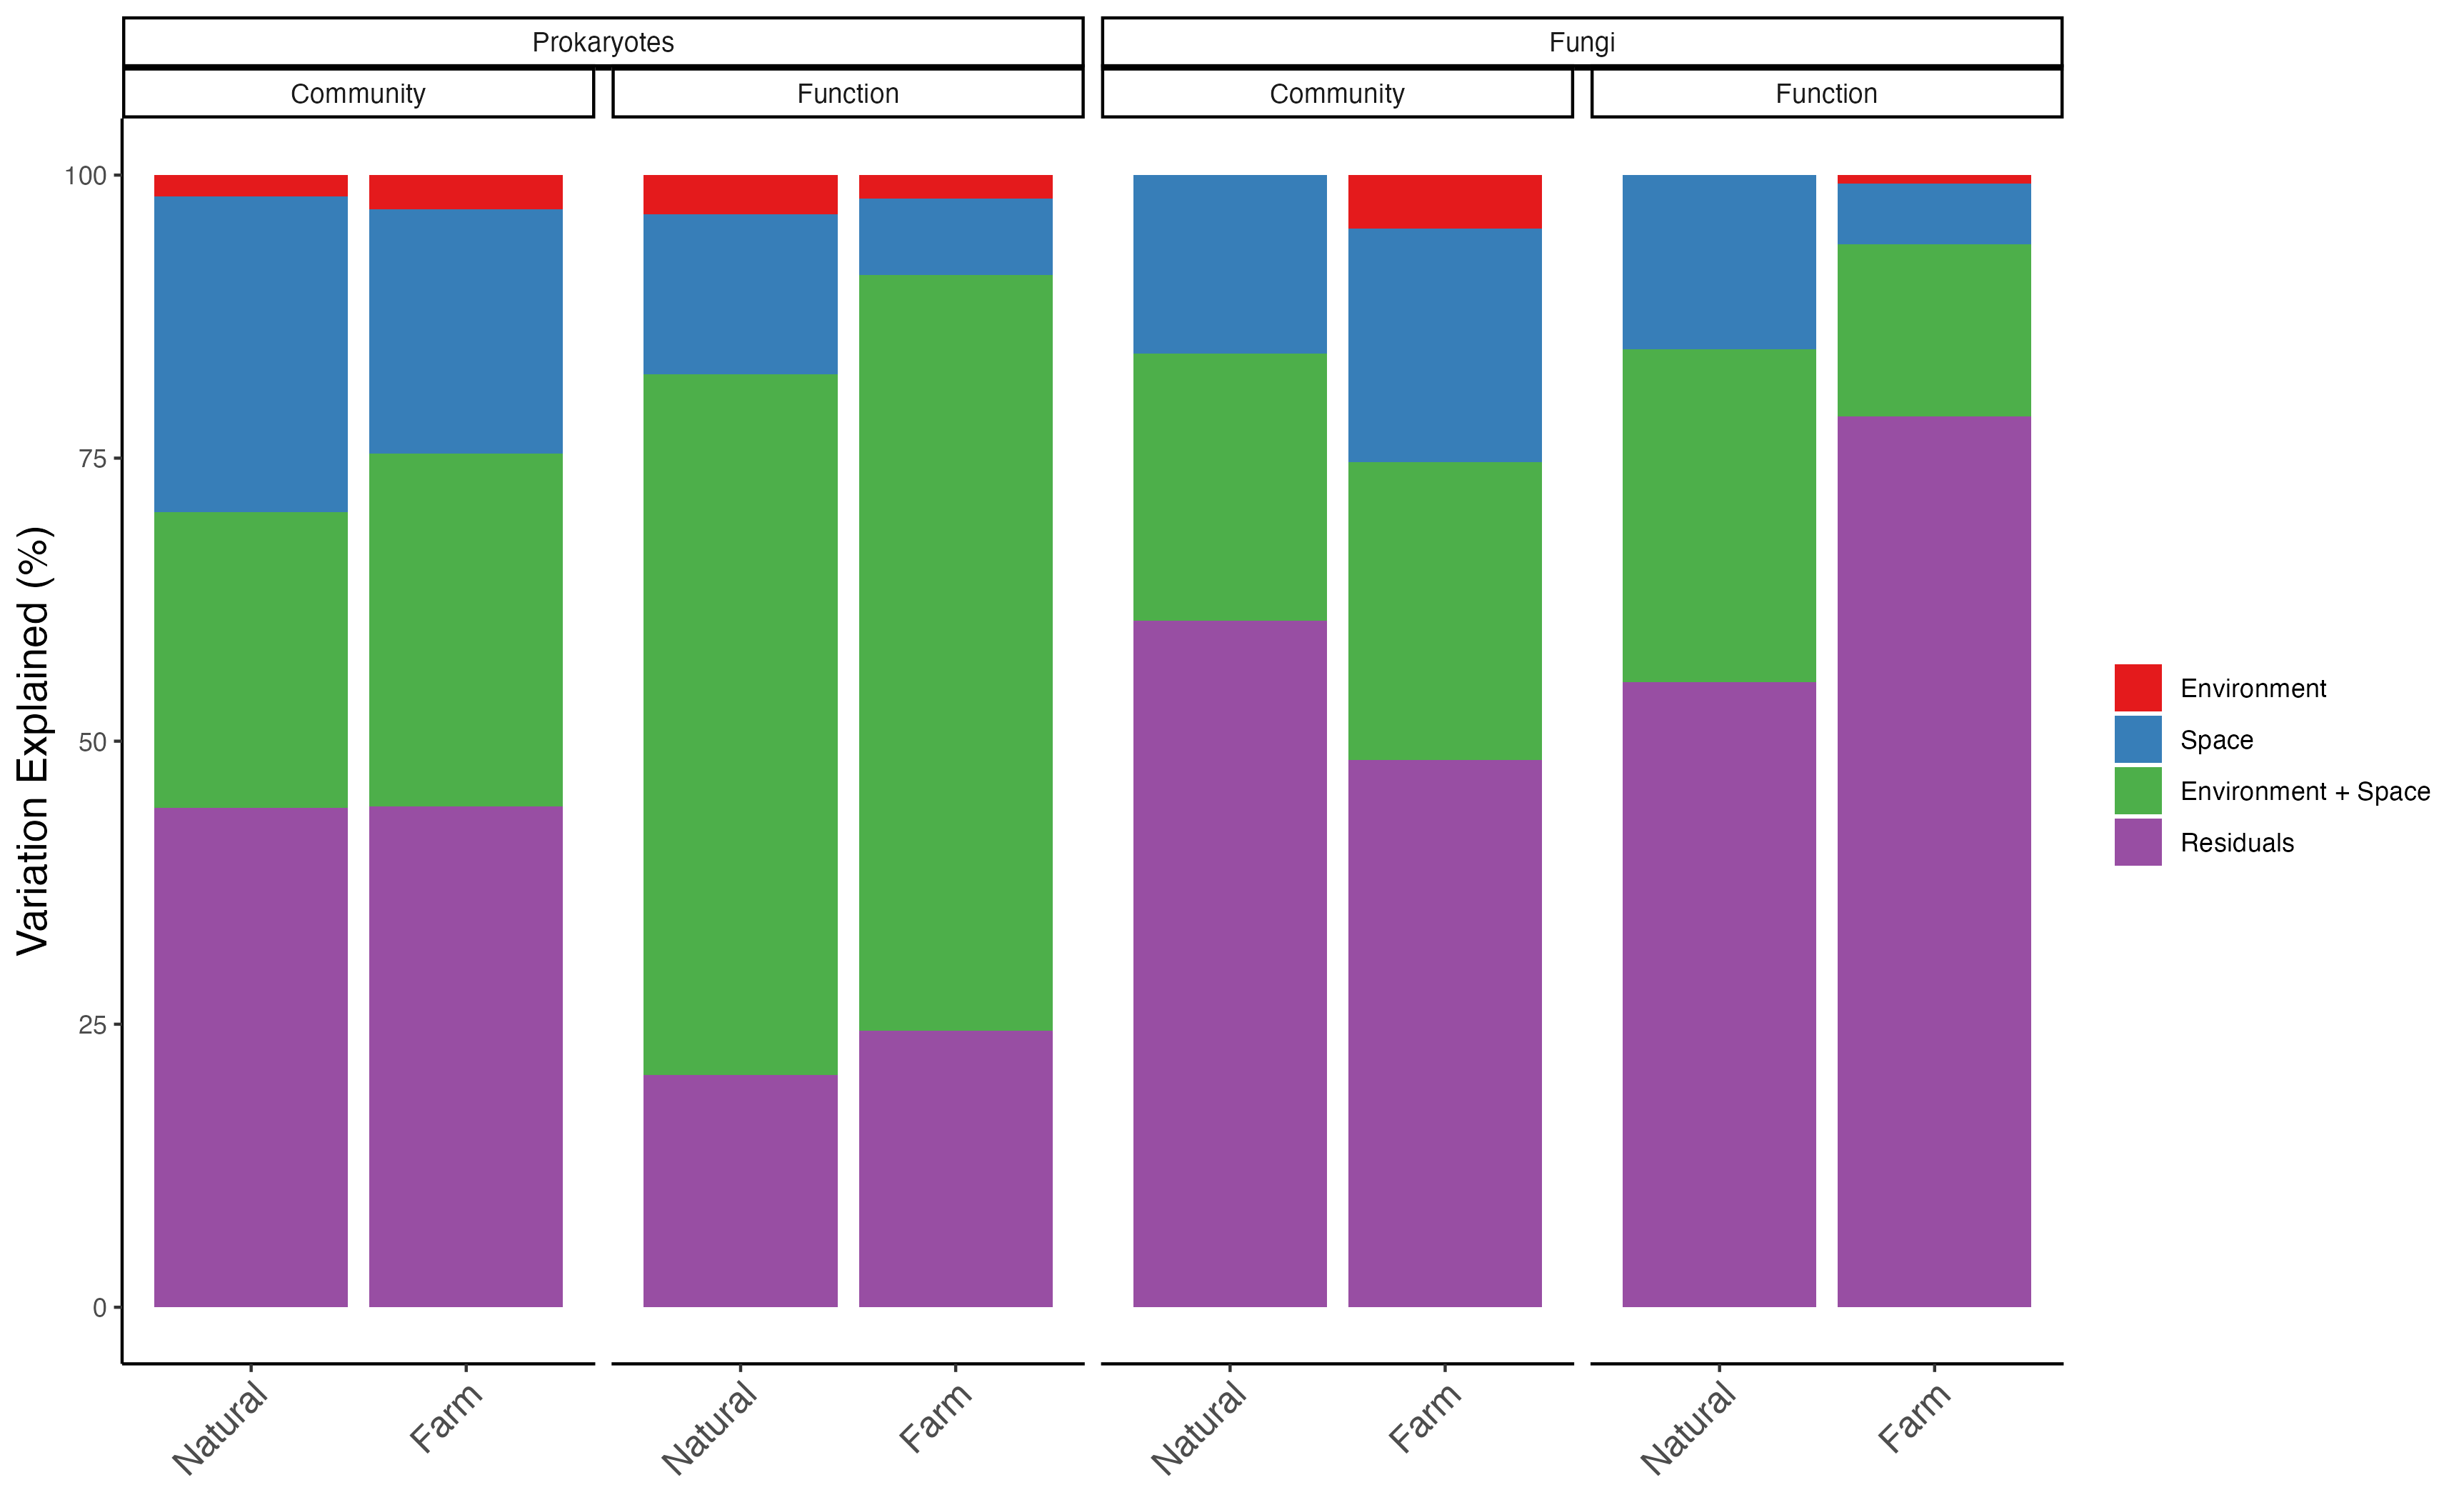 Prokaryotes
Fungi
Community
Function
Community
Function
Variation Explained (%)
100
75
50
25
0
Natural
Farm
Natural
Farm
Natural
Farm
Natural
Farm
Environment
Space
Environment + Space
Residuals